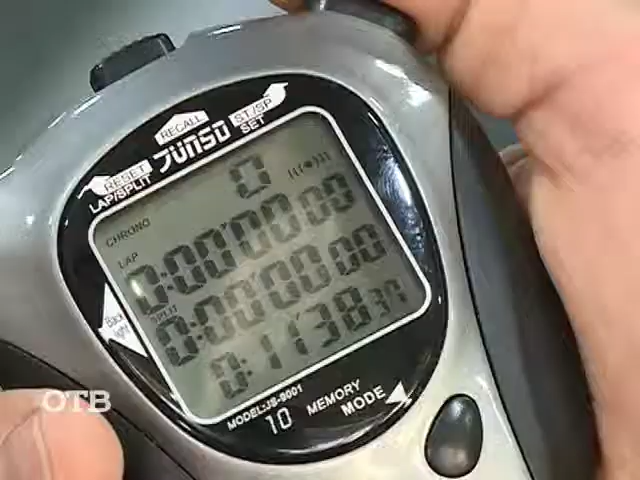 RECALL
RESET
LAP/SPLIT
JUNSO
ST/SP
SET
0
CHRONO
LAP
0:00'00"00
SPLIT
0:00'00"00
0:11'38"37
Back
light
MODEL:JS-9001
10 MEMORY
MODE
OTB